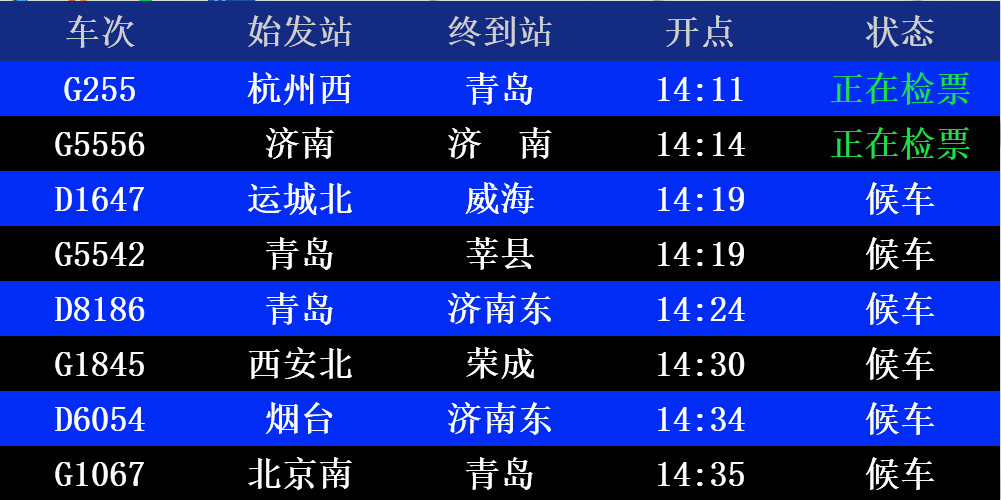 车次 始发站 终到站 开点 状态
G255 杭州西 青岛 14:11 正在检票
G5556 济南 济 南 14:14 正在检票
D1647 运城北 威海 14:19 候车
G5542 青岛 莘县 14:19 候车
D8186 青岛 济南东 14:24 候车
G1845 西安北 荣成 14:30 候车
D6054 烟台 济南东 14:34 候车
G1067 北京南 青岛 14:35 候车